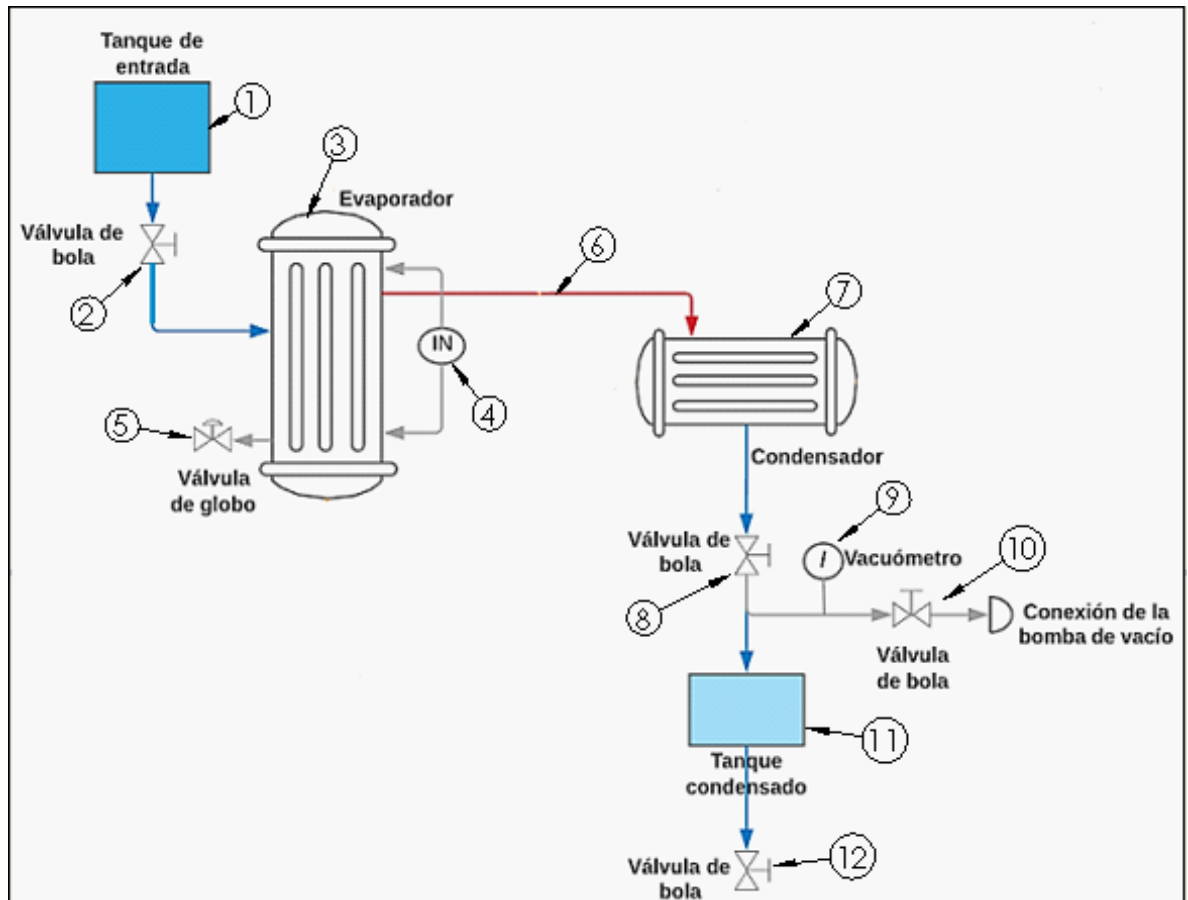 Tanque de
entrada
1
3
Evaporador
Válvula de
bola
2
6
7
IN
4
5
Válvula
de globo
Condensador
9
Válvula de
bola
I
Vacuómetro
10
8
Conexión de la
bomba de vacío
Válvula
de bola
11
Tanque
condensado
12
Válvula de
bola